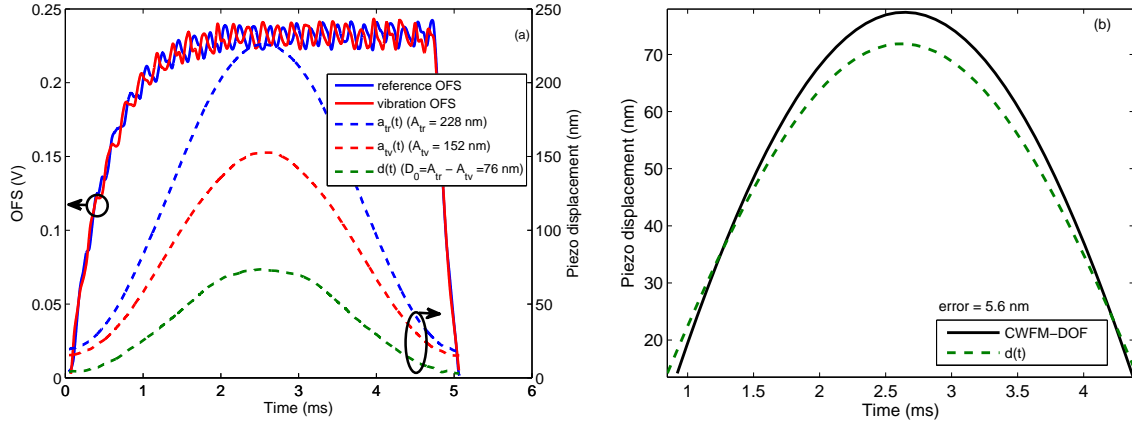 0.25
0.2
0.15
0.1
0.05
0
OFS (V)
0
1
2
3
4
5
6
Time (ms)
250
200
150
100
50
0
Piezo displacement (nm)
(a)
reference OFS
vibration OFS
a_tr(t) (A_tr = 228 nm)
a_tv(t) (A_tv = 152 nm)
d(t) (D_0=A_tr − A_tv =76 nm)
(b)
70
60
50
40
30
20
Piezo displacement (nm)
1
1.5
2
2.5
3
3.5
4
Time (ms)
error = 5.6 nm
CWFM−DOF
d(t)